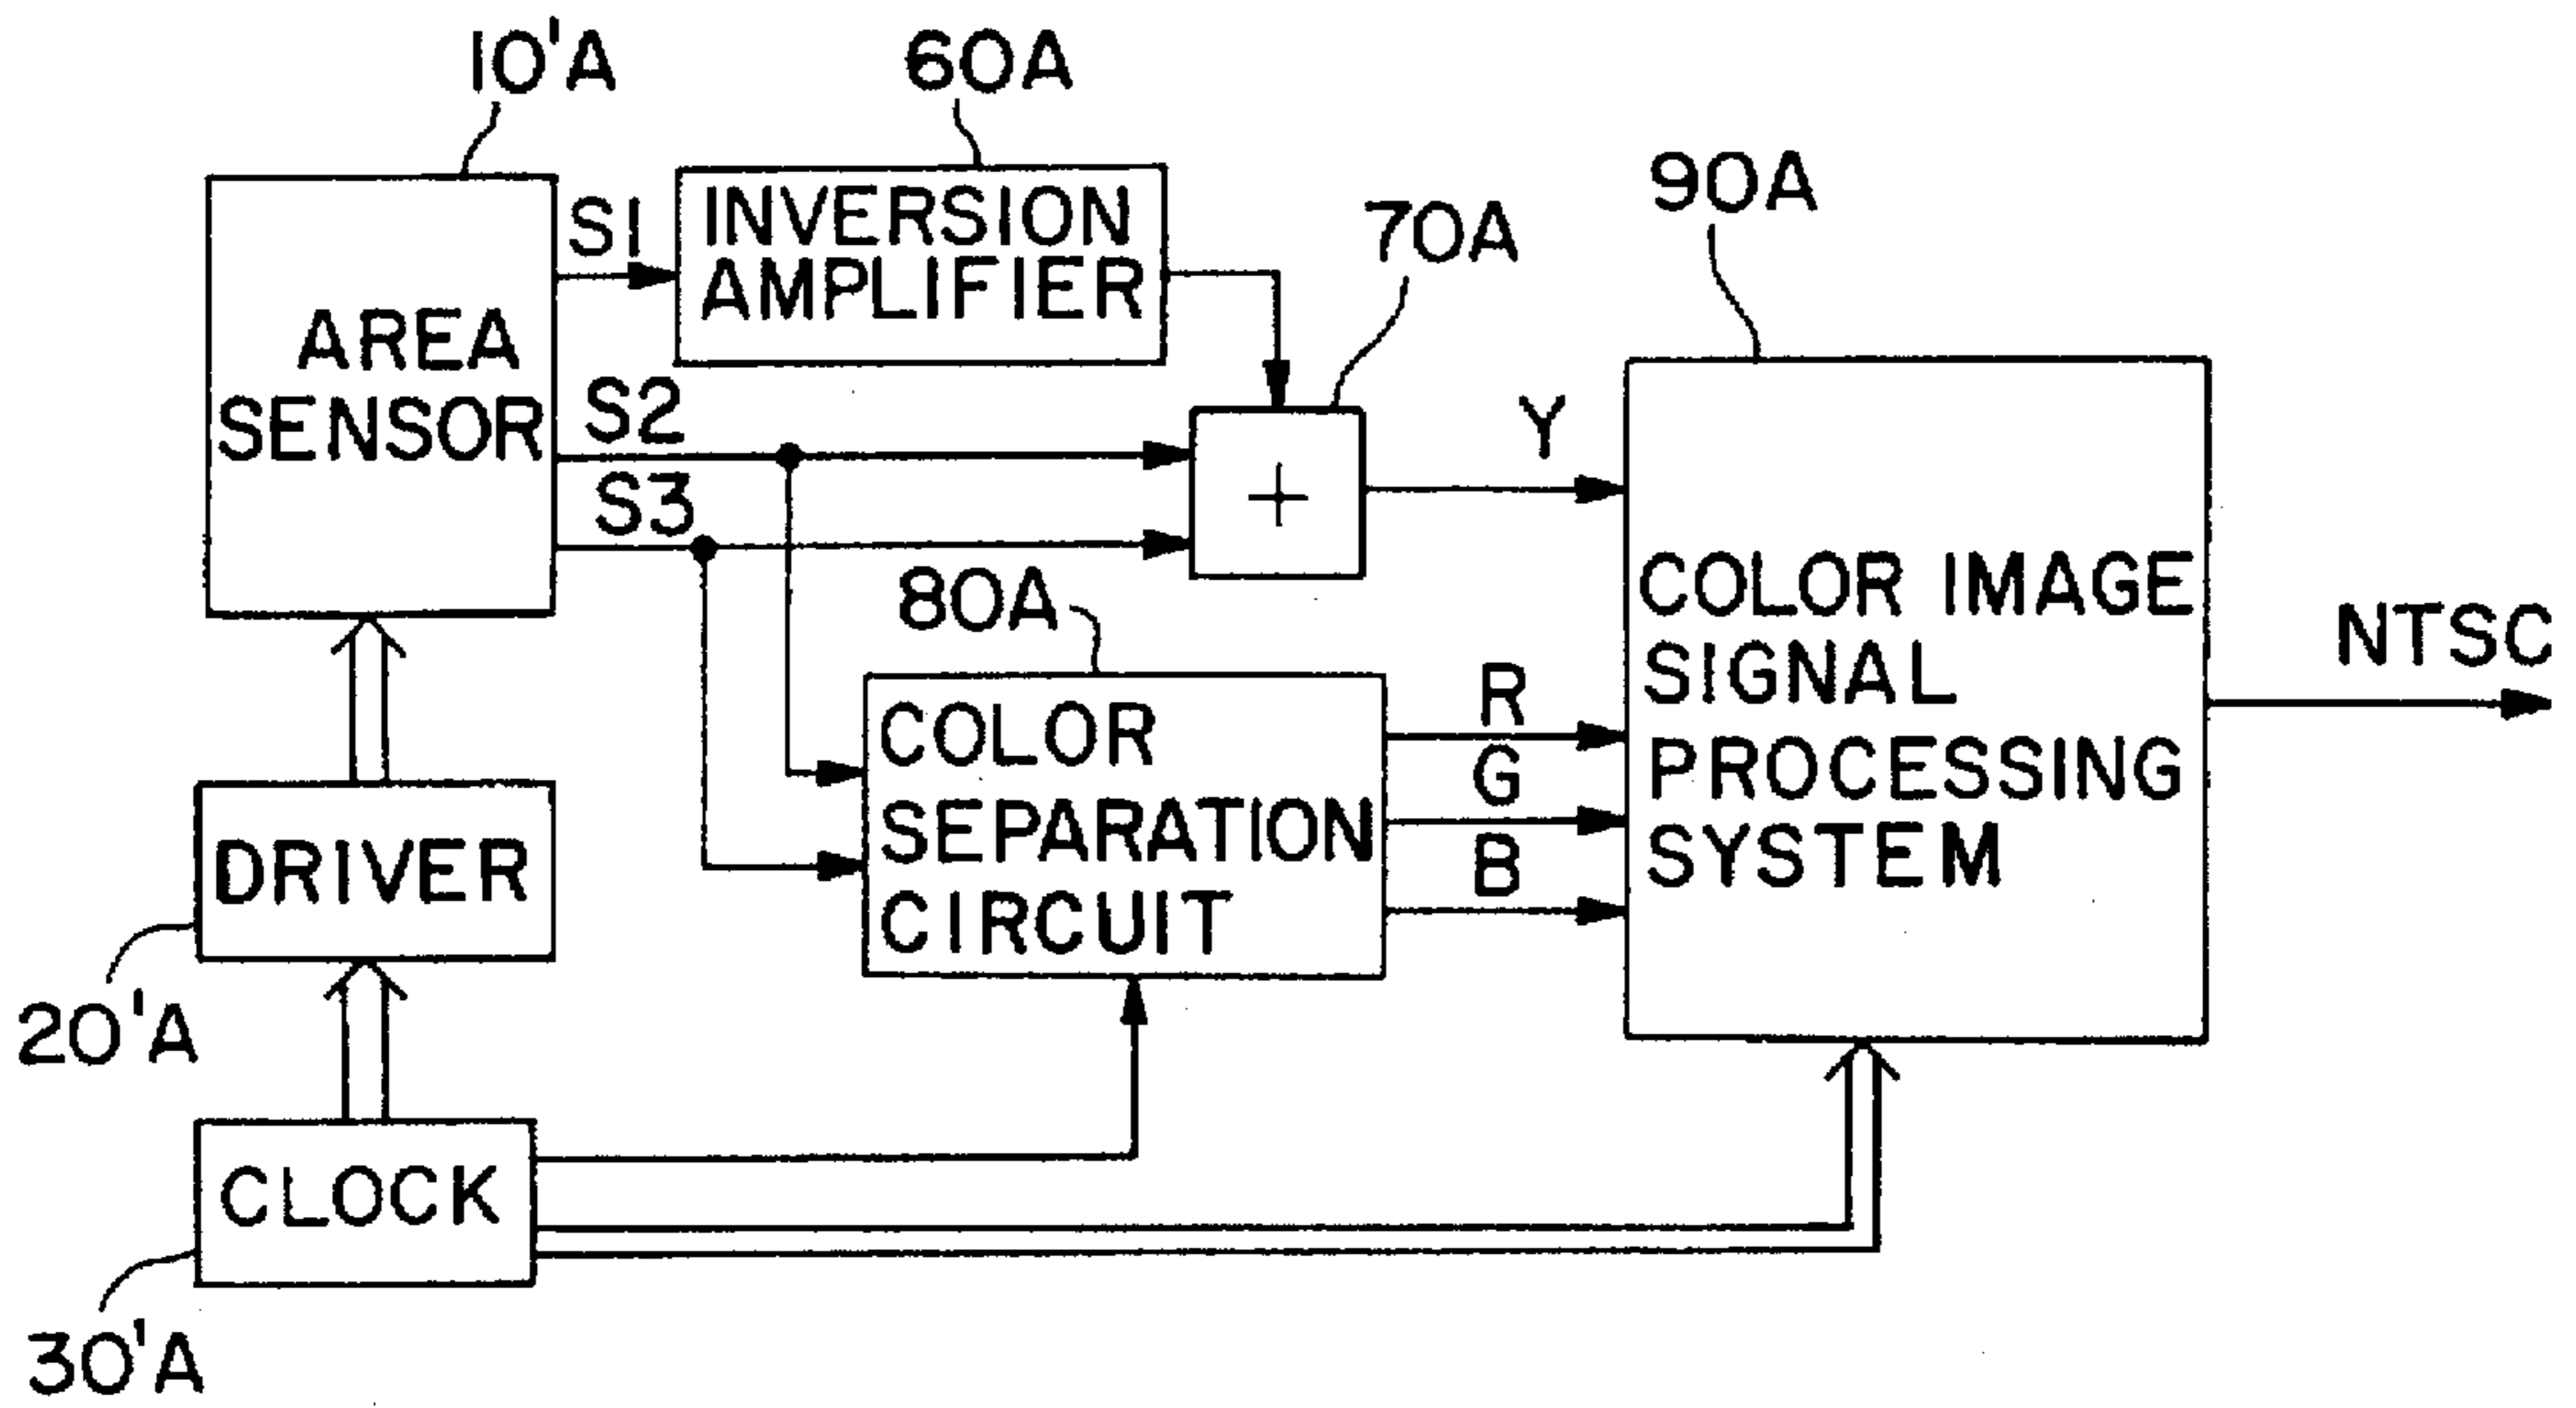 10'A
60A
90A
70A
S1
INVERSION
AMPLIFIER
AREA
SENSOR
S2
S3
Y
+
80A
COLOR IMAGE
SIGNAL
PROCESSING
SYSTEM
NTSC
COLOR
SEPARATION
CIRCUIT
R
G
B
DRIVER
20'A
CLOCK
30'A